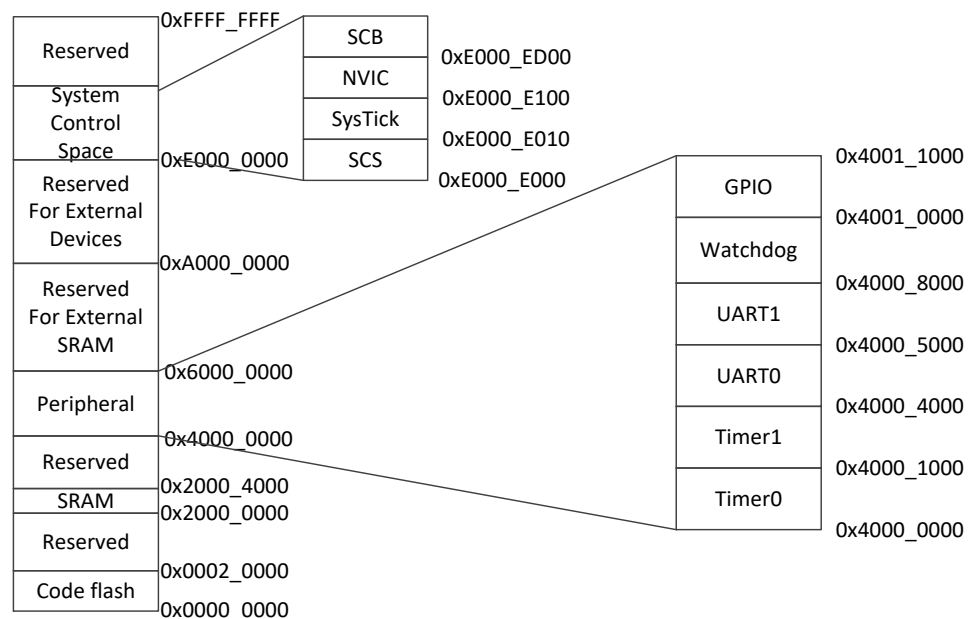 0xFFFF_FFFF
Reserved
System
Control
Space
0xE000_0000
Reserved
For External
Devices
0xA000_0000
Reserved
For External
SRAM
0x6000_0000
Peripheral
0x4000_0000
Reserved
0x2000_4000
SRAM
0x2000_0000
Reserved
0x0002_0000
Code flash
0x0000_0000
SCB
0xE000_ED00
NVIC
0xE000_E100
SysTick
0xE000_E010
SCS
0xE000_E000
0x4001_1000
GPIO
0x4001_0000
Watchdog
0x4000_8000
UART1
0x4000_5000
UART0
0x4000_4000
Timer1
0x4000_1000
Timer0
0x4000_0000